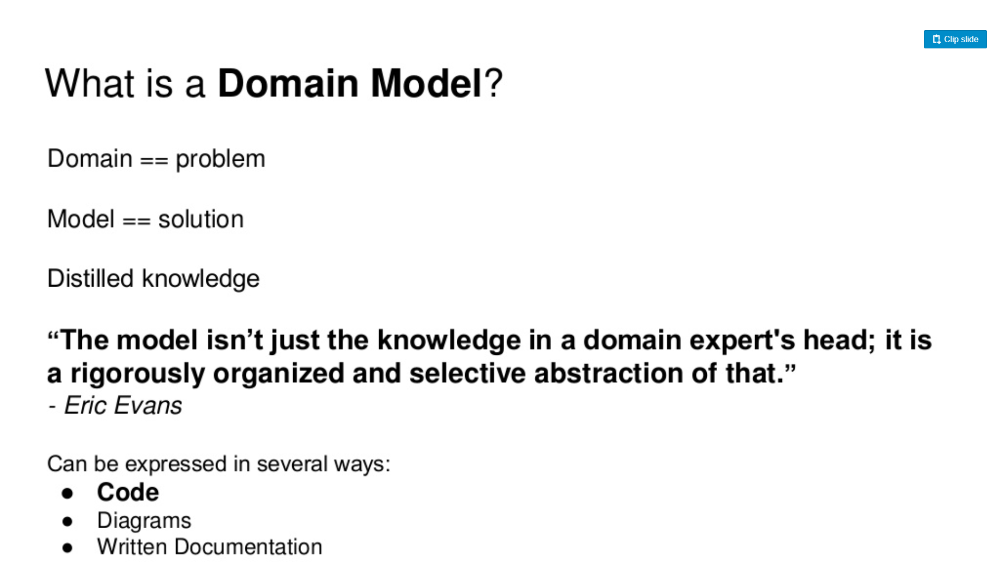 Clip slide
What is a Domain Model?
Domain == problem
Model == solution
Distilled knowledge
“The model isn’t just the knowledge in a domain expert's head; it is
a rigorously organized and selective abstraction of that.”
- Eric Evans
Can be expressed in several ways:
● Code
● Diagrams
● Written Documentation